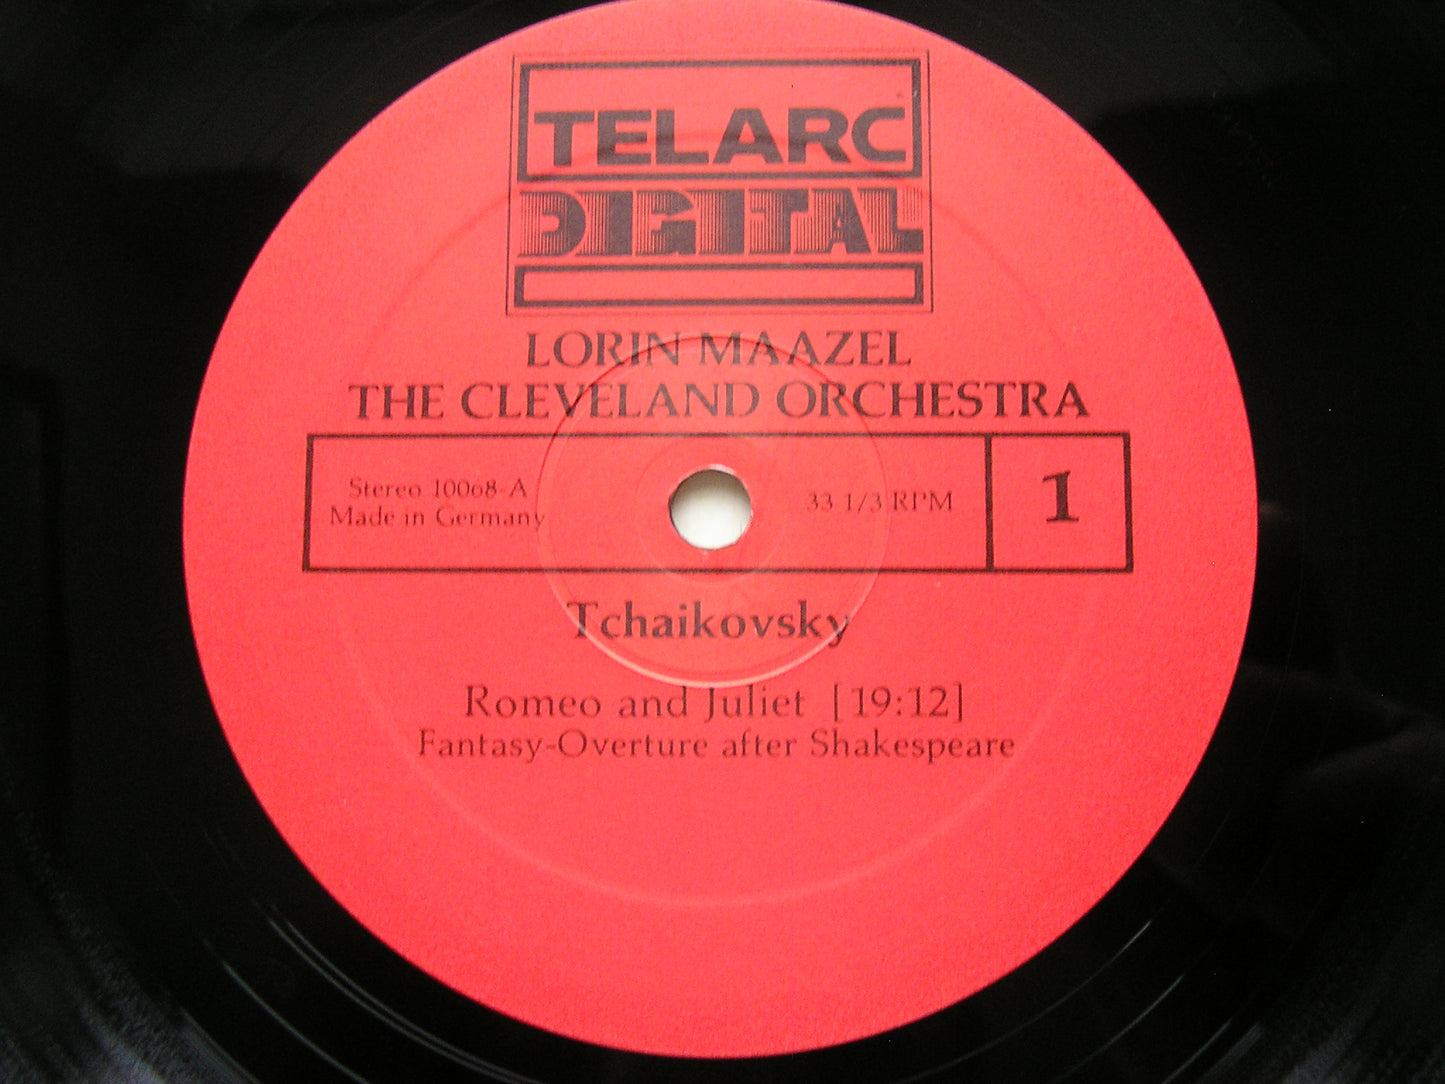 TELARC
DIGITAL
LORIN MAAZEL
THE CLEVELAND ORCHESTRA
Stereo 10068-A
Made in Germany
33 1/3 RPM
1
Tchaikovsky
Romeo and Juliet [19:12]
Fantasy-Overture after Shakespeare